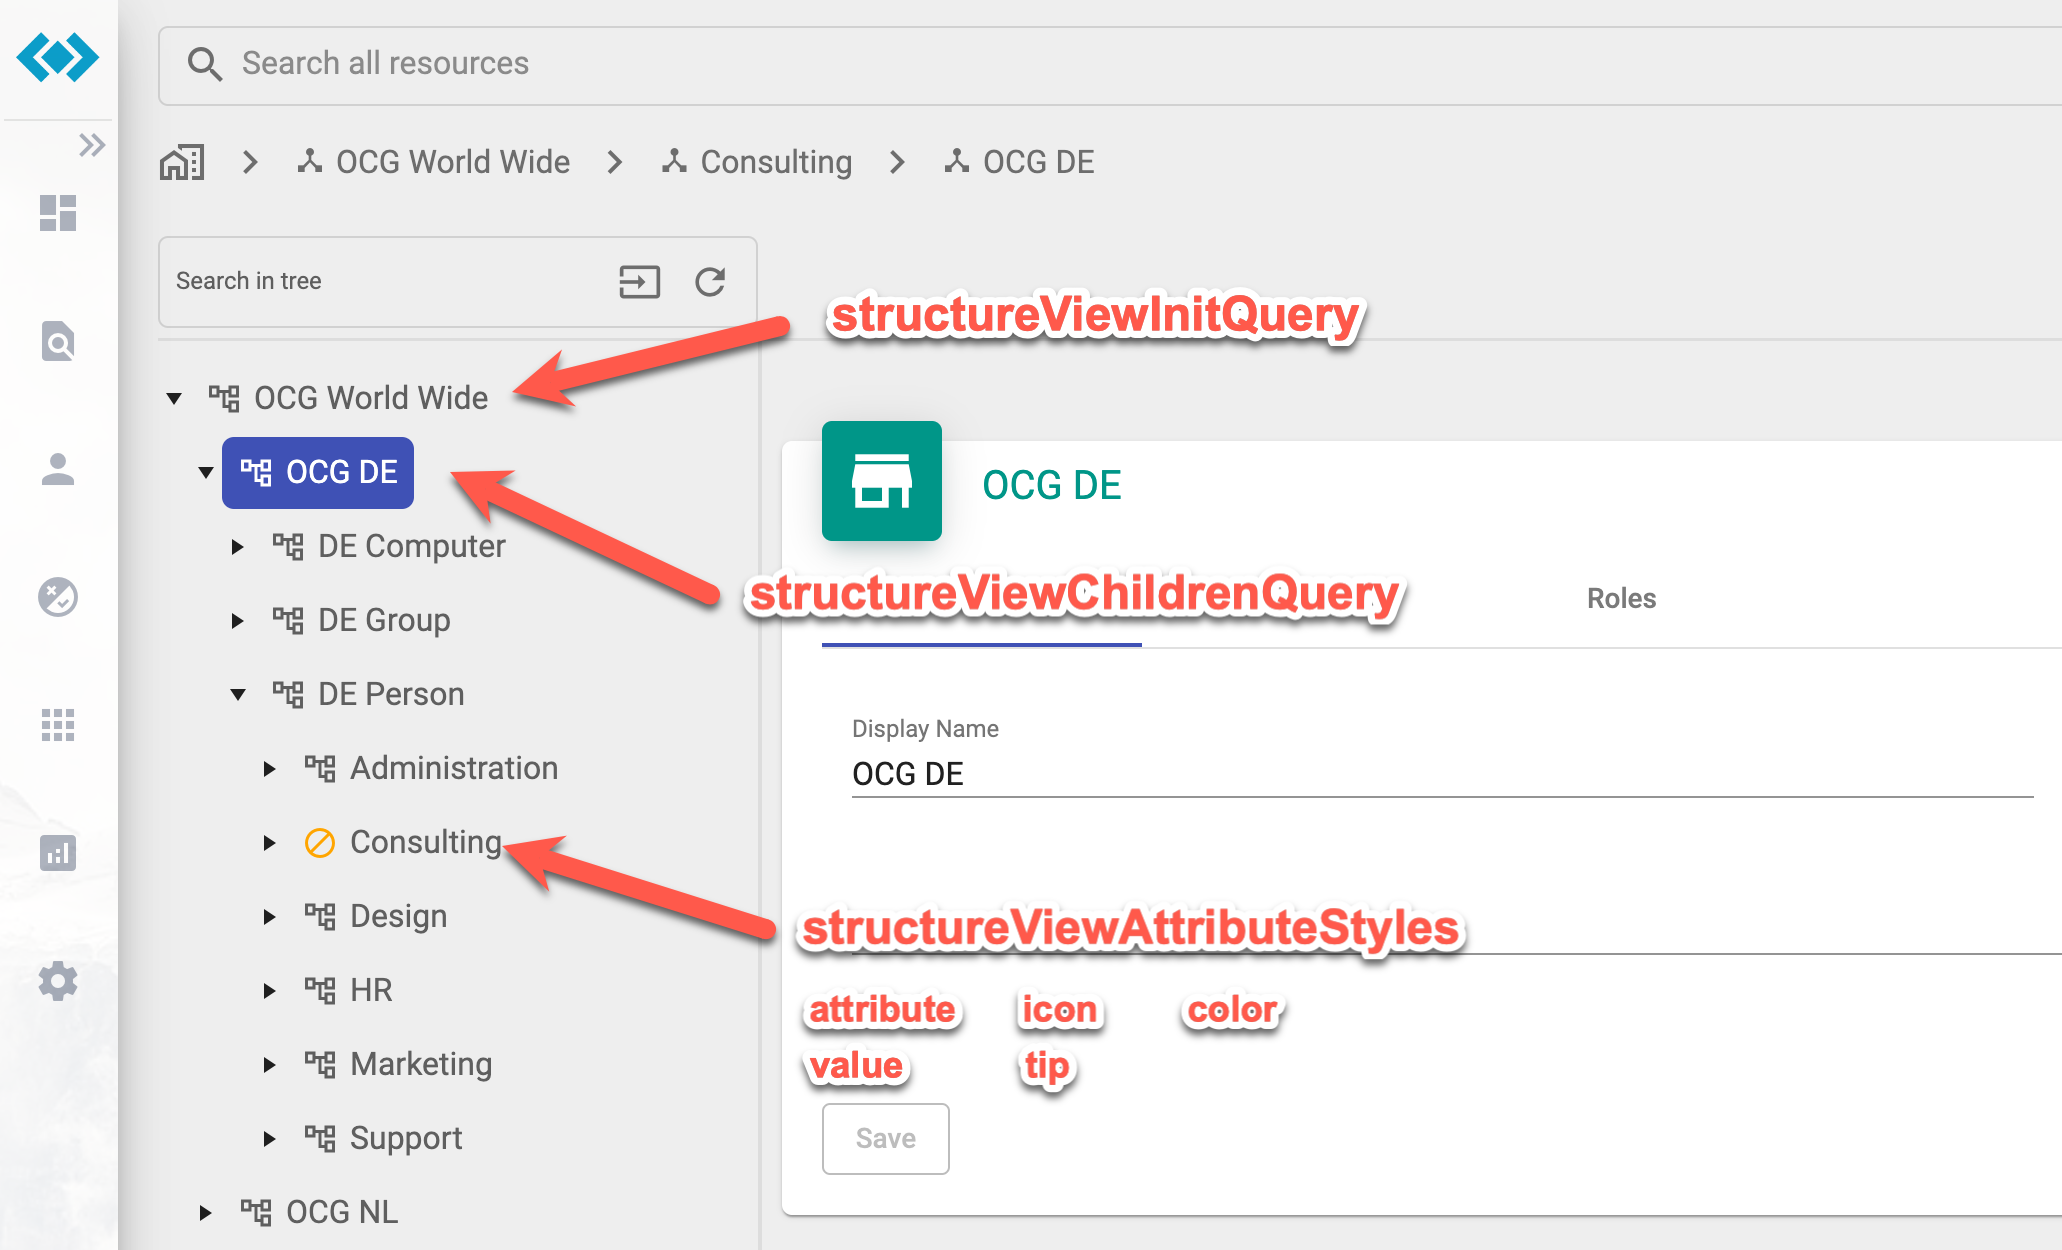 Search all resources
OCG World Wide
Consulting
OCG DE
Search in tree
structureViewInitQuery
OCG World Wide
OCG DE
DE Computer
DE Group
DE Person
Administration
Consulting
Design
HR
Marketing
Support
OCG NL
OCG DE
structureViewChildrenQuery
Roles
Display Name
OCG DE
structureViewAttributeStyles
attribute icon color
value tip
Save